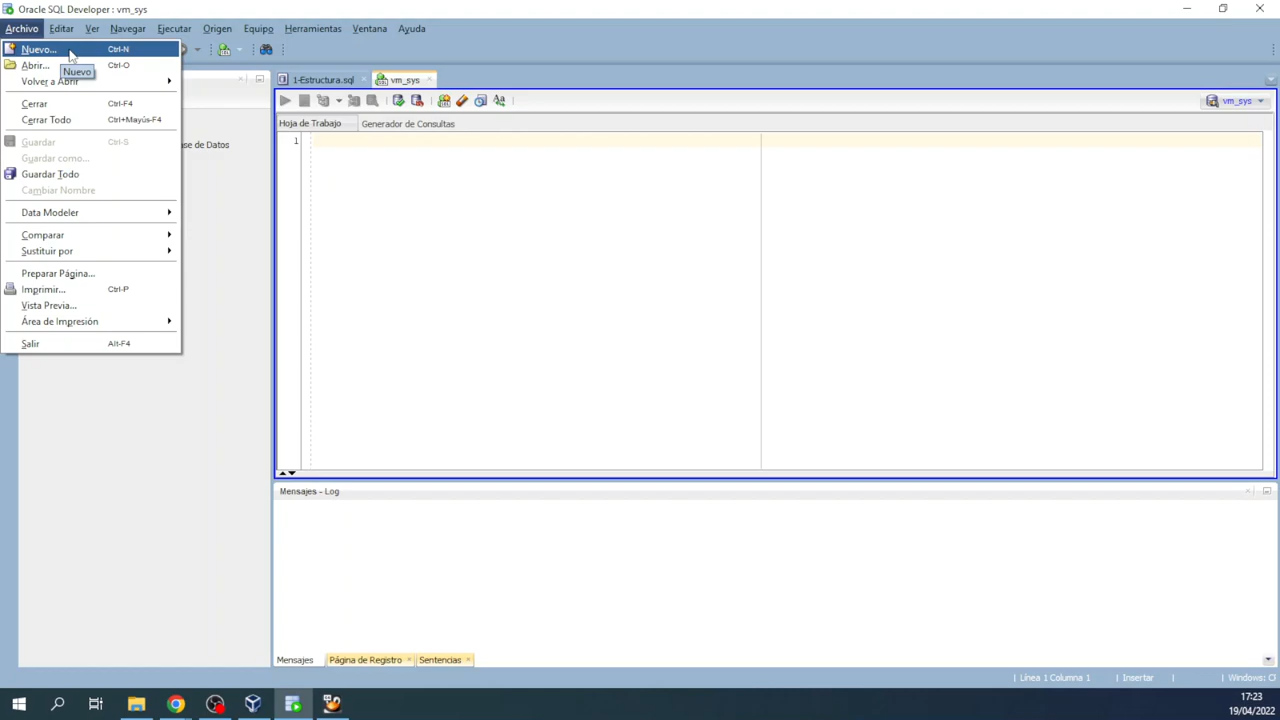 Oracle SQL Developer : vm_sys
Archivo Editar Ver Navegar Ejecutar Origen Equipo Herramientas Ventana Ayuda
Nuevo... Ctrl-N
Abrir... Ctrl-O
Nuevo
Volver a Abrir
Cerrar Ctrl-F4
Cerrar Todo Ctrl+Mayús-F4
Guardar Ctrl-S
Guardar como...
Guardar Todo
Cambiar Nombre
Data Modeler
Comparar
Sustituir por
Preparar Página...
Imprimir... Ctrl-P
Vista Previa...
Área de Impresión
Salir Alt-F4
de Datos
1-Estructura.sql vm_sys
vm_sys
Hoja de Trabajo Generador de Consultas
1
Mensajes - Log
Mensajes Página de Registro Sentencias
Línea 1 Columna 1 Insertar Windows: Cl
17:23
19/04/2022